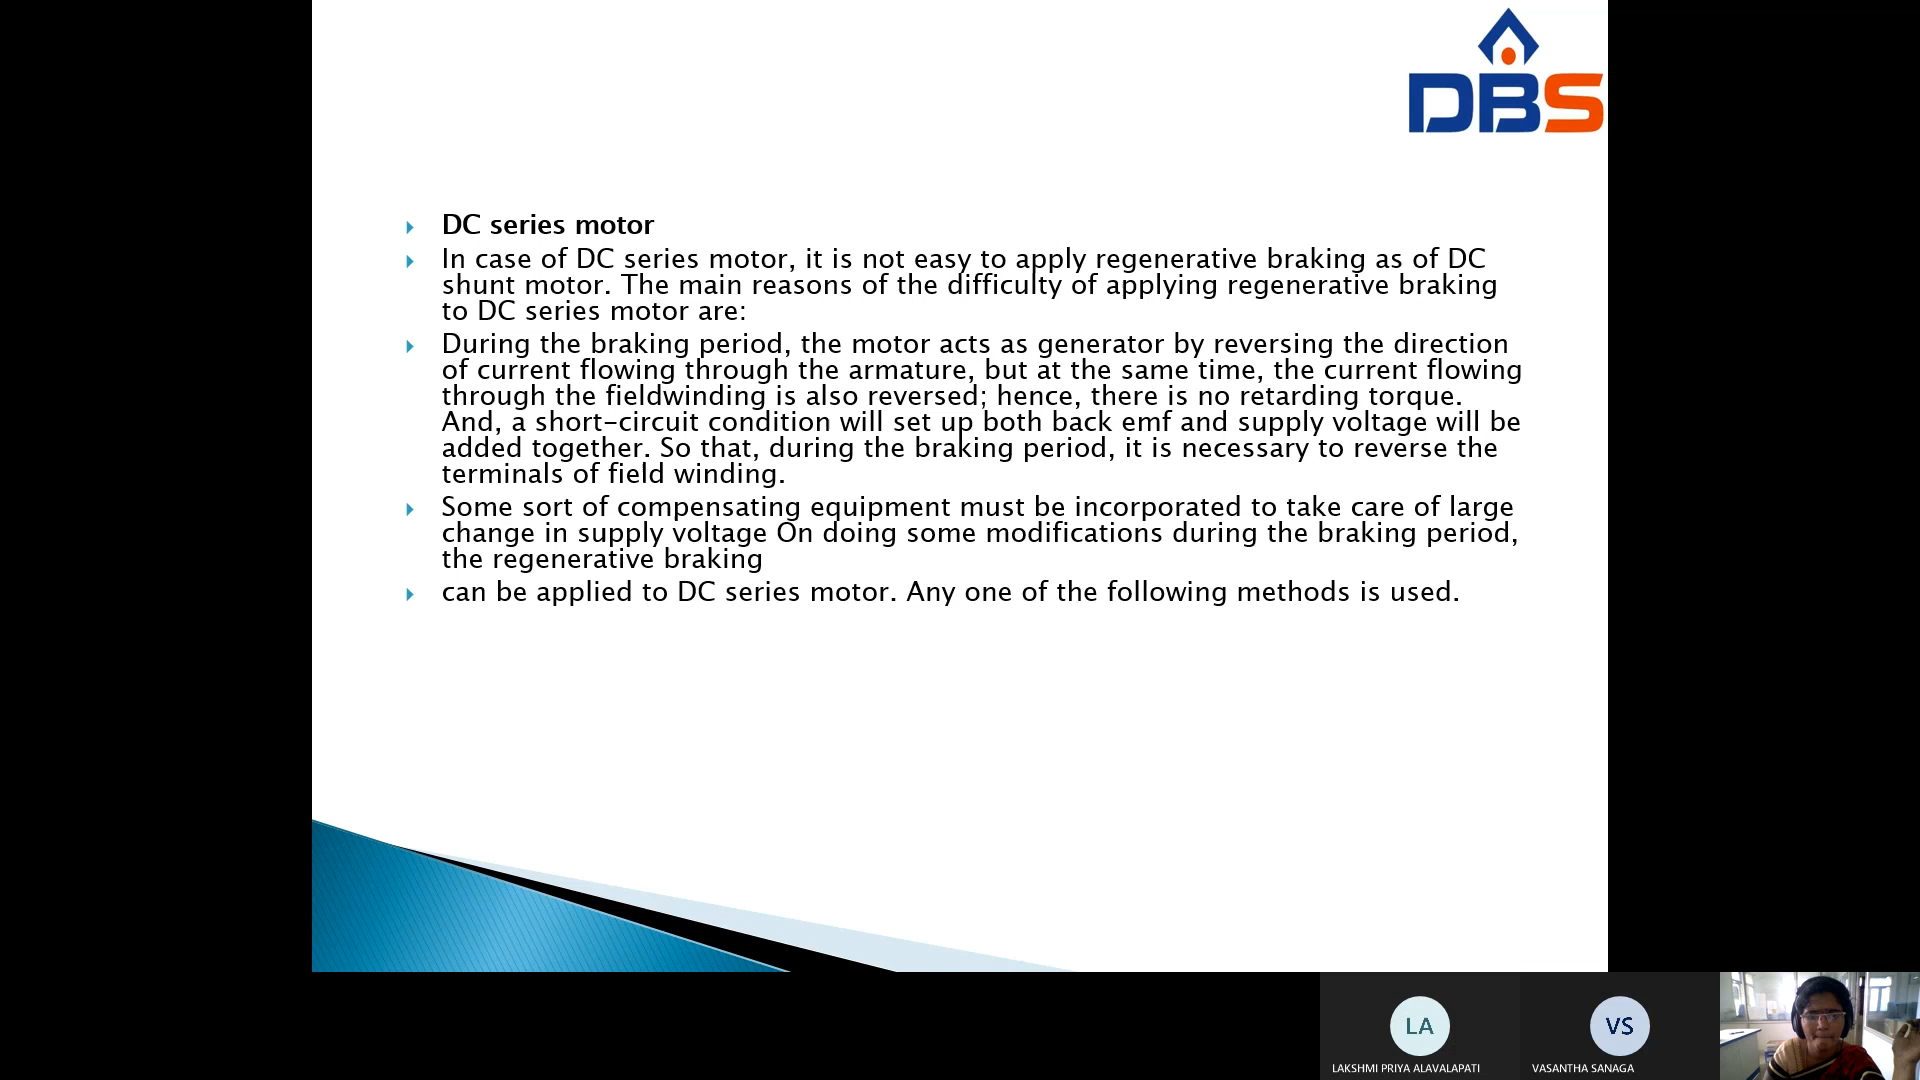 DBS
DC series motor
In case of DC series motor, it is not easy to apply regenerative braking as of DC
shunt motor. The main reasons of the difficulty of applying regenerative braking
to DC series motor are:
During the braking period, the motor acts as generator by reversing the direction
of current flowing through the armature, but at the same time, the current flowing
through the fieldwinding is also reversed; hence, there is no retarding torque.
And, a short-circuit condition will set up both back emf and supply voltage will be
added together. So that, during the braking period, it is necessary to reverse the
terminals of field winding.
Some sort of compensating equipment must be incorporated to take care of large
change in supply voltage On doing some modifications during the braking period,
the regenerative braking
can be applied to DC series motor. Any one of the following methods is used.
LA
VS
LAKSHMI PRIYA ALAVALAPATI
VASANTHA SANAGA